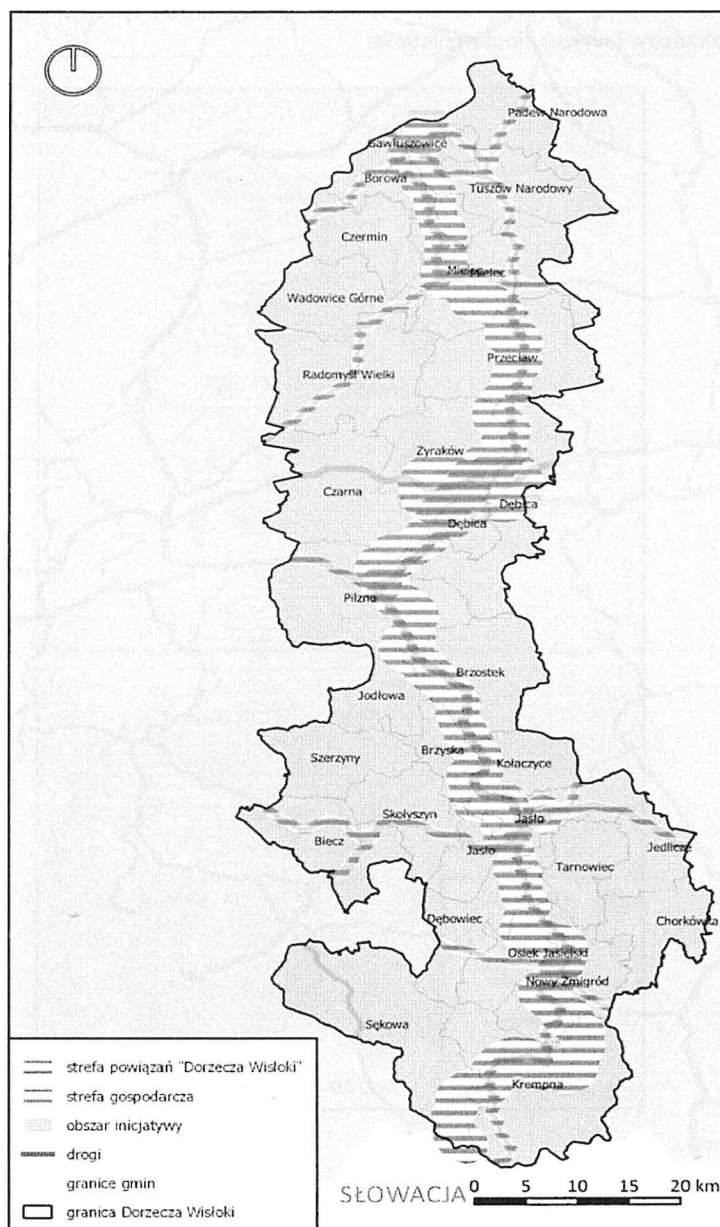 Padew Narodowa
Gawłuszowice
Borowa
Tuszów Narodowy
Czermin
Mielec
Mielec
Wadowice Górne
Przecław
Radomyśl Wielki
Żyraków
Czarna
Dębica
Dębica
Pilzno
Brzostek
Jodłowa
Brzyska
Szerzyny
Kołaczyce
Skołyszyn
Jasło
Biecz
Jasło
Jedlicze
Tarnowiec
Dębowiec
Chorkówka
Osiek Jasielski
Nowy Żmigród
Sękowa
Krempna
strefa powiązań "Dorzecza Wisłoki"
strefa gospodarcza
obszar inicjatywy
drogi
granice gmin
granica Dorzecza Wisłoki
SŁOWACJA
0 5 10 15 20 km